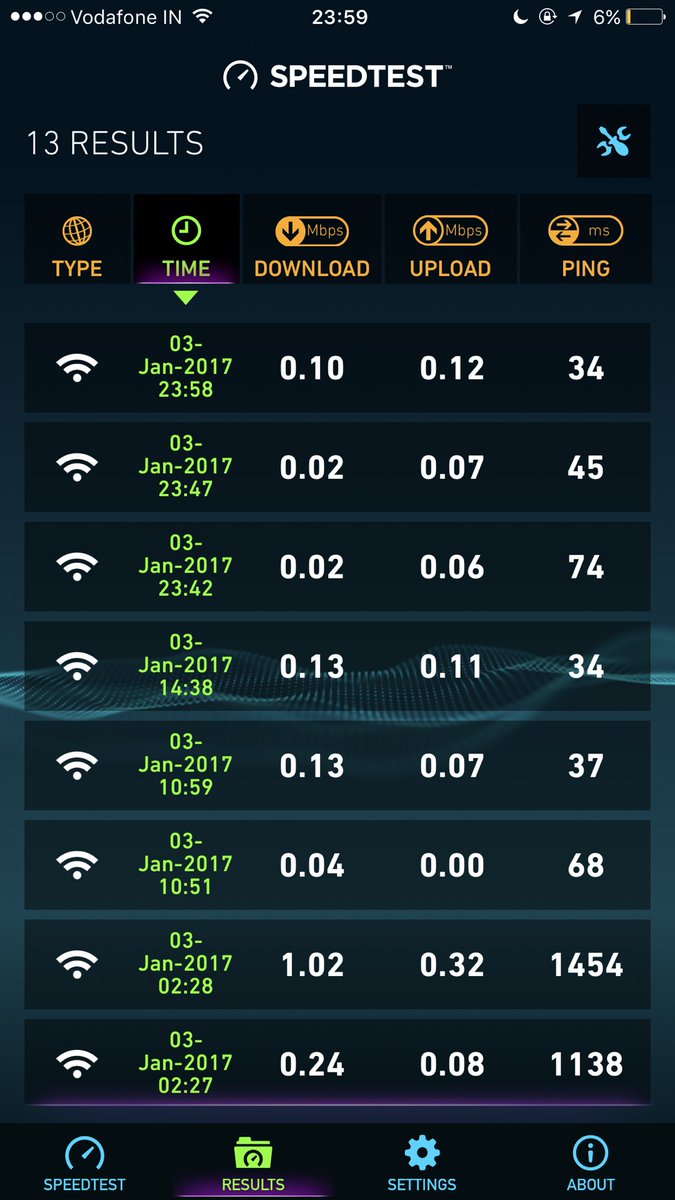 Vodafone IN 23:59 6%
SPEEDTEST™
13 RESULTS
Mbps Mbps ms
TYPE TIME DOWNLOAD UPLOAD PING
03-
Jan-2017 0.10 0.12 34
23:58
03-
Jan-2017 0.02 0.07 45
23:47
03-
Jan-2017 0.02 0.06 74
23:42
03-
Jan-2017 0.13 0.11 34
14:38
03-
Jan-2017 0.13 0.07 37
10:59
03-
Jan-2017 0.04 0.00 68
10:51
03-
Jan-2017 1.02 0.32 1454
02:28
03-
Jan-2017 0.24 0.08 1138
02:27
SPEEDTEST RESULTS SETTINGS ABOUT